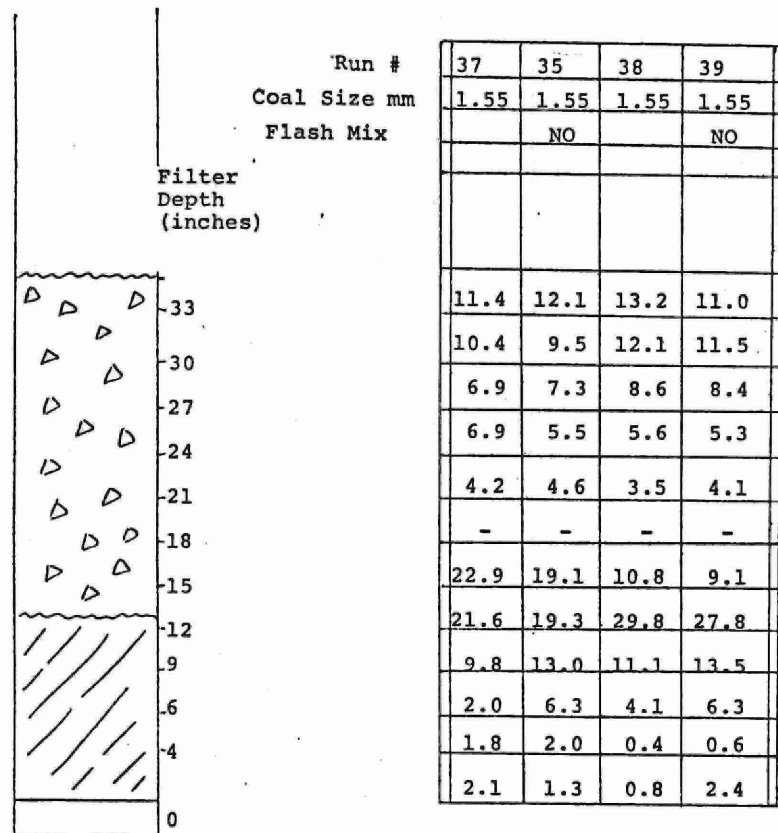 Run # 37 35 38 39
Coal Size mm 1.55 1.55 1.55 1.55
Flash Mix NO NO
Filter
Depth
(inches)
33 11.4 12.1 13.2 11.0
30 10.4 9.5 12.1 11.5
27 6.9 7.3 8.6 8.4
24 6.9 5.5 5.6 5.3
21 4.2 4.6 3.5 4.1
18 - - - -
15 22.9 19.1 10.8 9.1
12 21.6 19.3 29.8 27.8
9 9.8 13.0 11.1 13.5
6 2.0 6.3 4.1 6.3
4 1.8 2.0 0.4 0.6
0 2.1 1.3 0.8 2.4